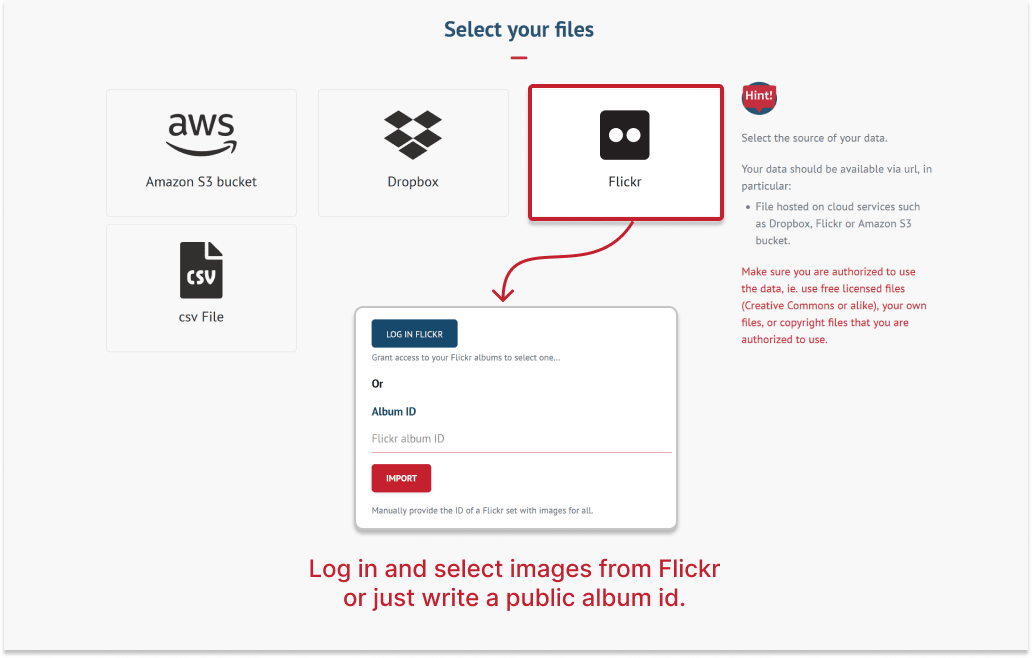 Select your files
aws
Amazon S3 bucket
Dropbox
Flickr
CSV
csv File
Hint!
Select the source of your data.
Your data should be available via url, in
particular:
• File hosted on cloud services such
as Dropbox, Flickr or Amazon S3
bucket.
Make sure you are authorized to use
the data, ie. use free licensed files
(Creative Commons or alike), your own
files, or copyright files that you are
authorized to use.
LOG IN FLICKR
Grant access to your Flickr albums to select one...
Or
Album ID
Flickr album ID
IMPORT
Manually provide the ID of a Flickr set with images for all.
Log in and select images from Flickr
or just write a public album id.